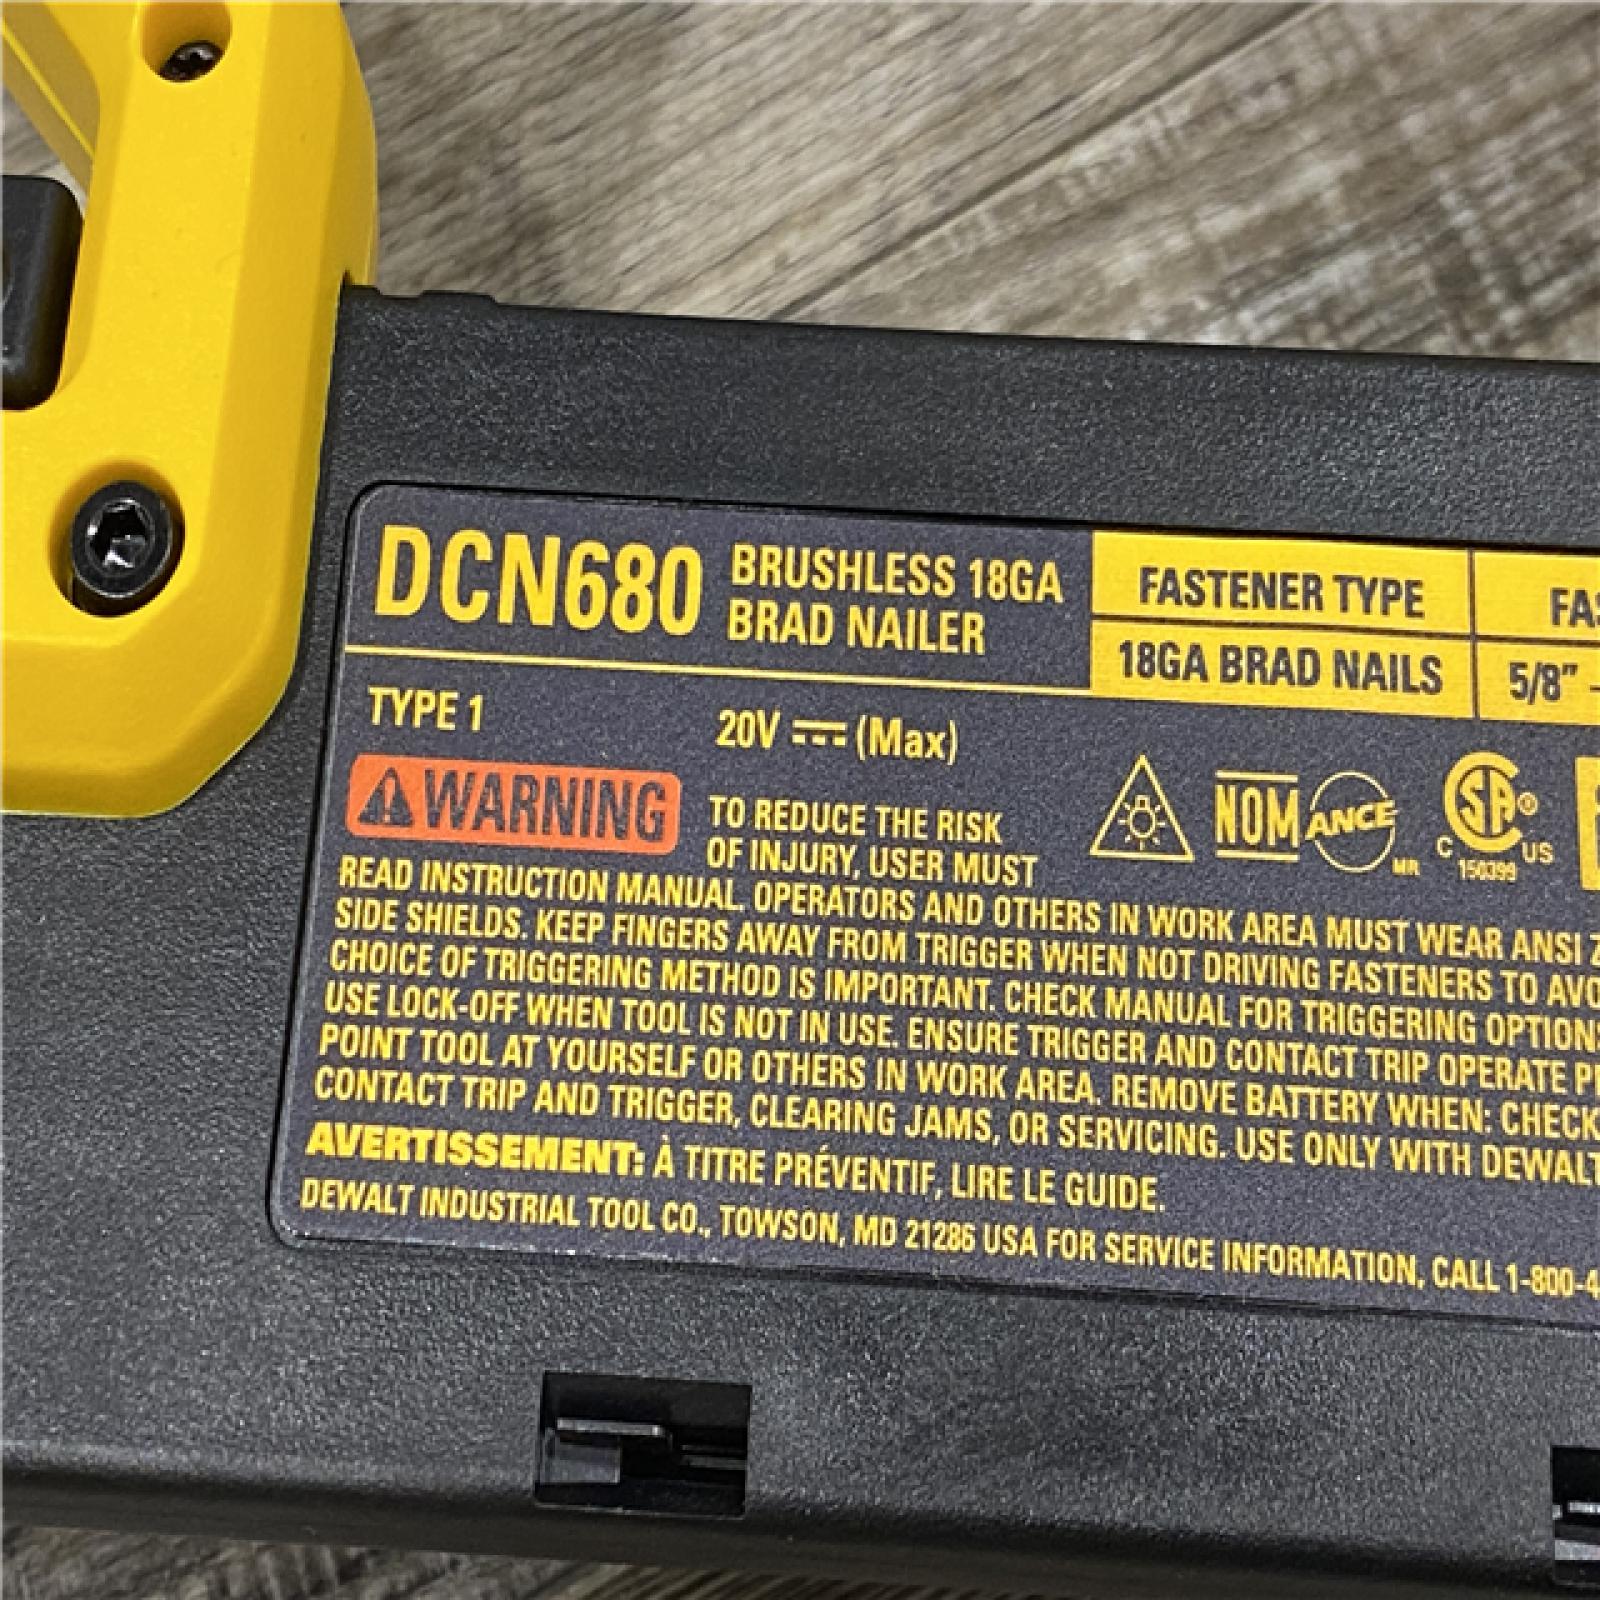 DCN680 BRUSHLESS 18GA
BRAD NAILER
FASTENER TYPE
18GA BRAD NAILS
5/8" -
TYPE 1
20V (Max)
WARNING
TO REDUCE THE RISK
OF INJURY, USER MUST
READ INSTRUCTION MANUAL. OPERATORS AND OTHERS IN WORK AREA MUST WEAR ANSI
SIDE SHIELDS. KEEP FINGERS AWAY FROM TRIGGER WHEN NOT DRIVING FASTENERS TO
CHOICE OF TRIGGERING METHOD IS IMPORTANT. CHECK MANUAL FOR TRIGGERING
USE LOCK-OFF WHEN TOOL IS NOT IN USE. ENSURE TRIGGER AND CONTACT TRIP OPERATE
POINT TOOL AT YOURSELF OR OTHERS IN WORK AREA. REMOVE BATTERY WHEN: CHECK
CONTACT TRIP AND TRIGGER, CLEARING JAMS, OR SERVICING. USE ONLY WITH DEWALT
AVERTISSEMENT: À TITRE PRÉVENTIF, LIRE LE GUIDE.
DEWALT INDUSTRIAL TOOL CO., TOWSON, MD 21286 USA FOR SERVICE INFORMATION, CALL 1-800-4
NOM ANCE MR
C SA ® US
150399